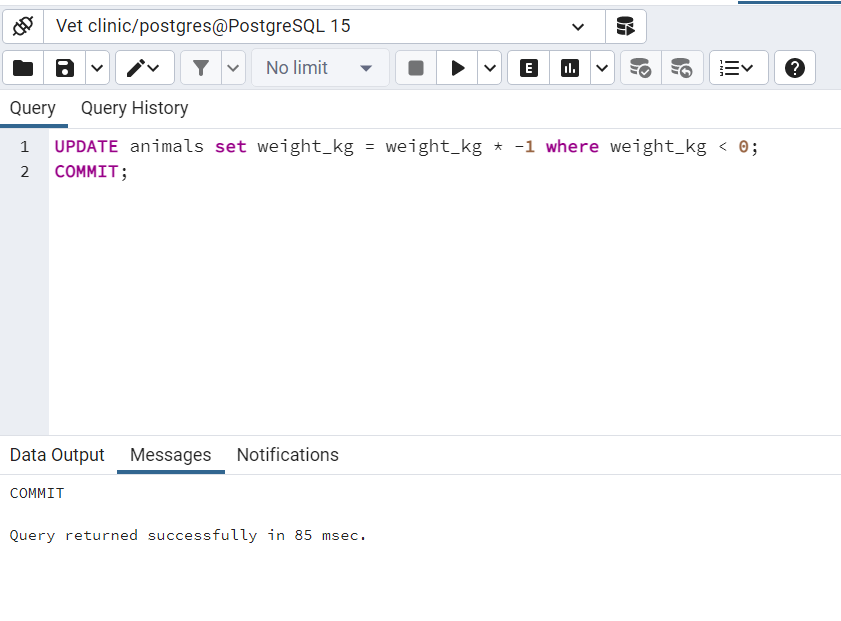 Vet clinic/postgres@PostgreSQL 15
No limit
E
Query Query History
1 UPDATE animals set weight_kg = weight_kg * -1 where weight_kg < 0;
2 COMMIT;
Data Output Messages Notifications
COMMIT
Query returned successfully in 85 msec.